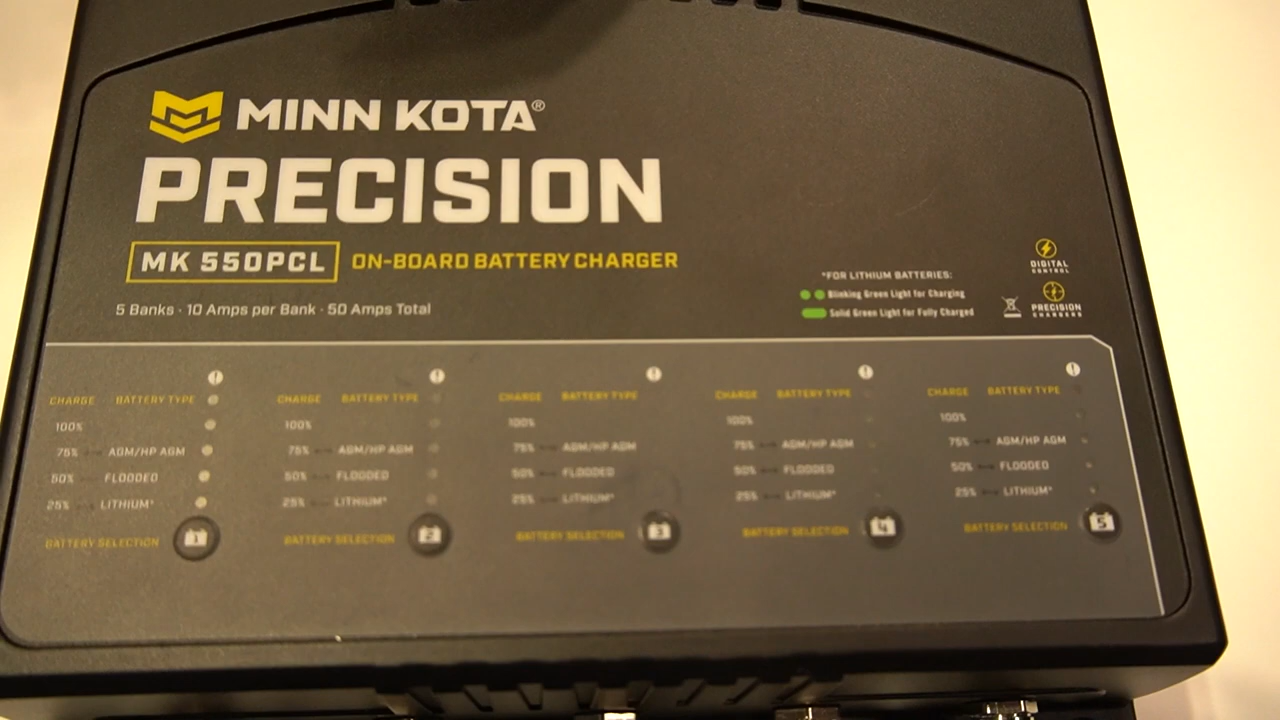 MINN KOTA®
PRECISION
MK 550PCL ON-BOARD BATTERY CHARGER
5 Banks · 10 Amps per Bank · 50 Amps Total
*FOR LITHIUM BATTERIES:
Blinking Green Light for Charging
Solid Green Light for Fully Charged
DIGITAL
CONTROL
PRECISION
CHARGERS
CHARGE BATTERY TYPE
100%
75% AGM/HP AGM
50% FLOODED
25% LITHIUM*
BATTERY SELECTION 1
CHARGE BATTERY TYPE
100%
75% AGM/HP AGM
50% FLOODED
25% LITHIUM*
BATTERY SELECTION 2
CHARGE BATTERY TYPE
100%
75% AGM/HP AGM
50% FLOODED
25% LITHIUM*
BATTERY SELECTION 3
CHARGE BATTERY TYPE
100%
75% AGM/HP AGM
50% FLOODED
25% LITHIUM*
BATTERY SELECTION 4
CHARGE BATTERY TYPE
100%
75% AGM/HP AGM
50% FLOODED
25% LITHIUM*
BATTERY SELECTION 5